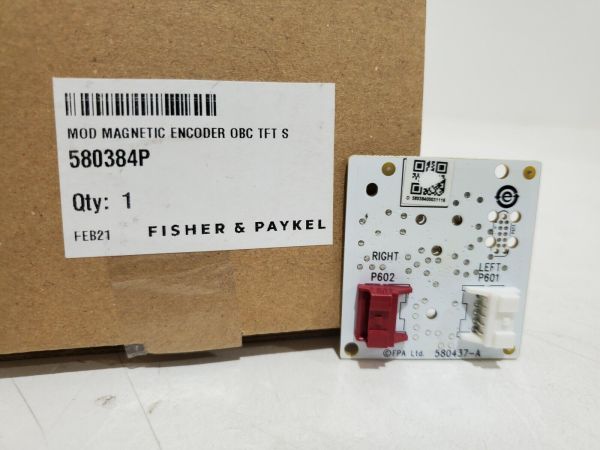 MOD MAGNETIC ENCODER OBC TFT S
580384P
Qty: 1
FEB21
FISHER & PAYKEL
RIGHT
P602
LEFT
P601
©FPA Ltd. 580437-A